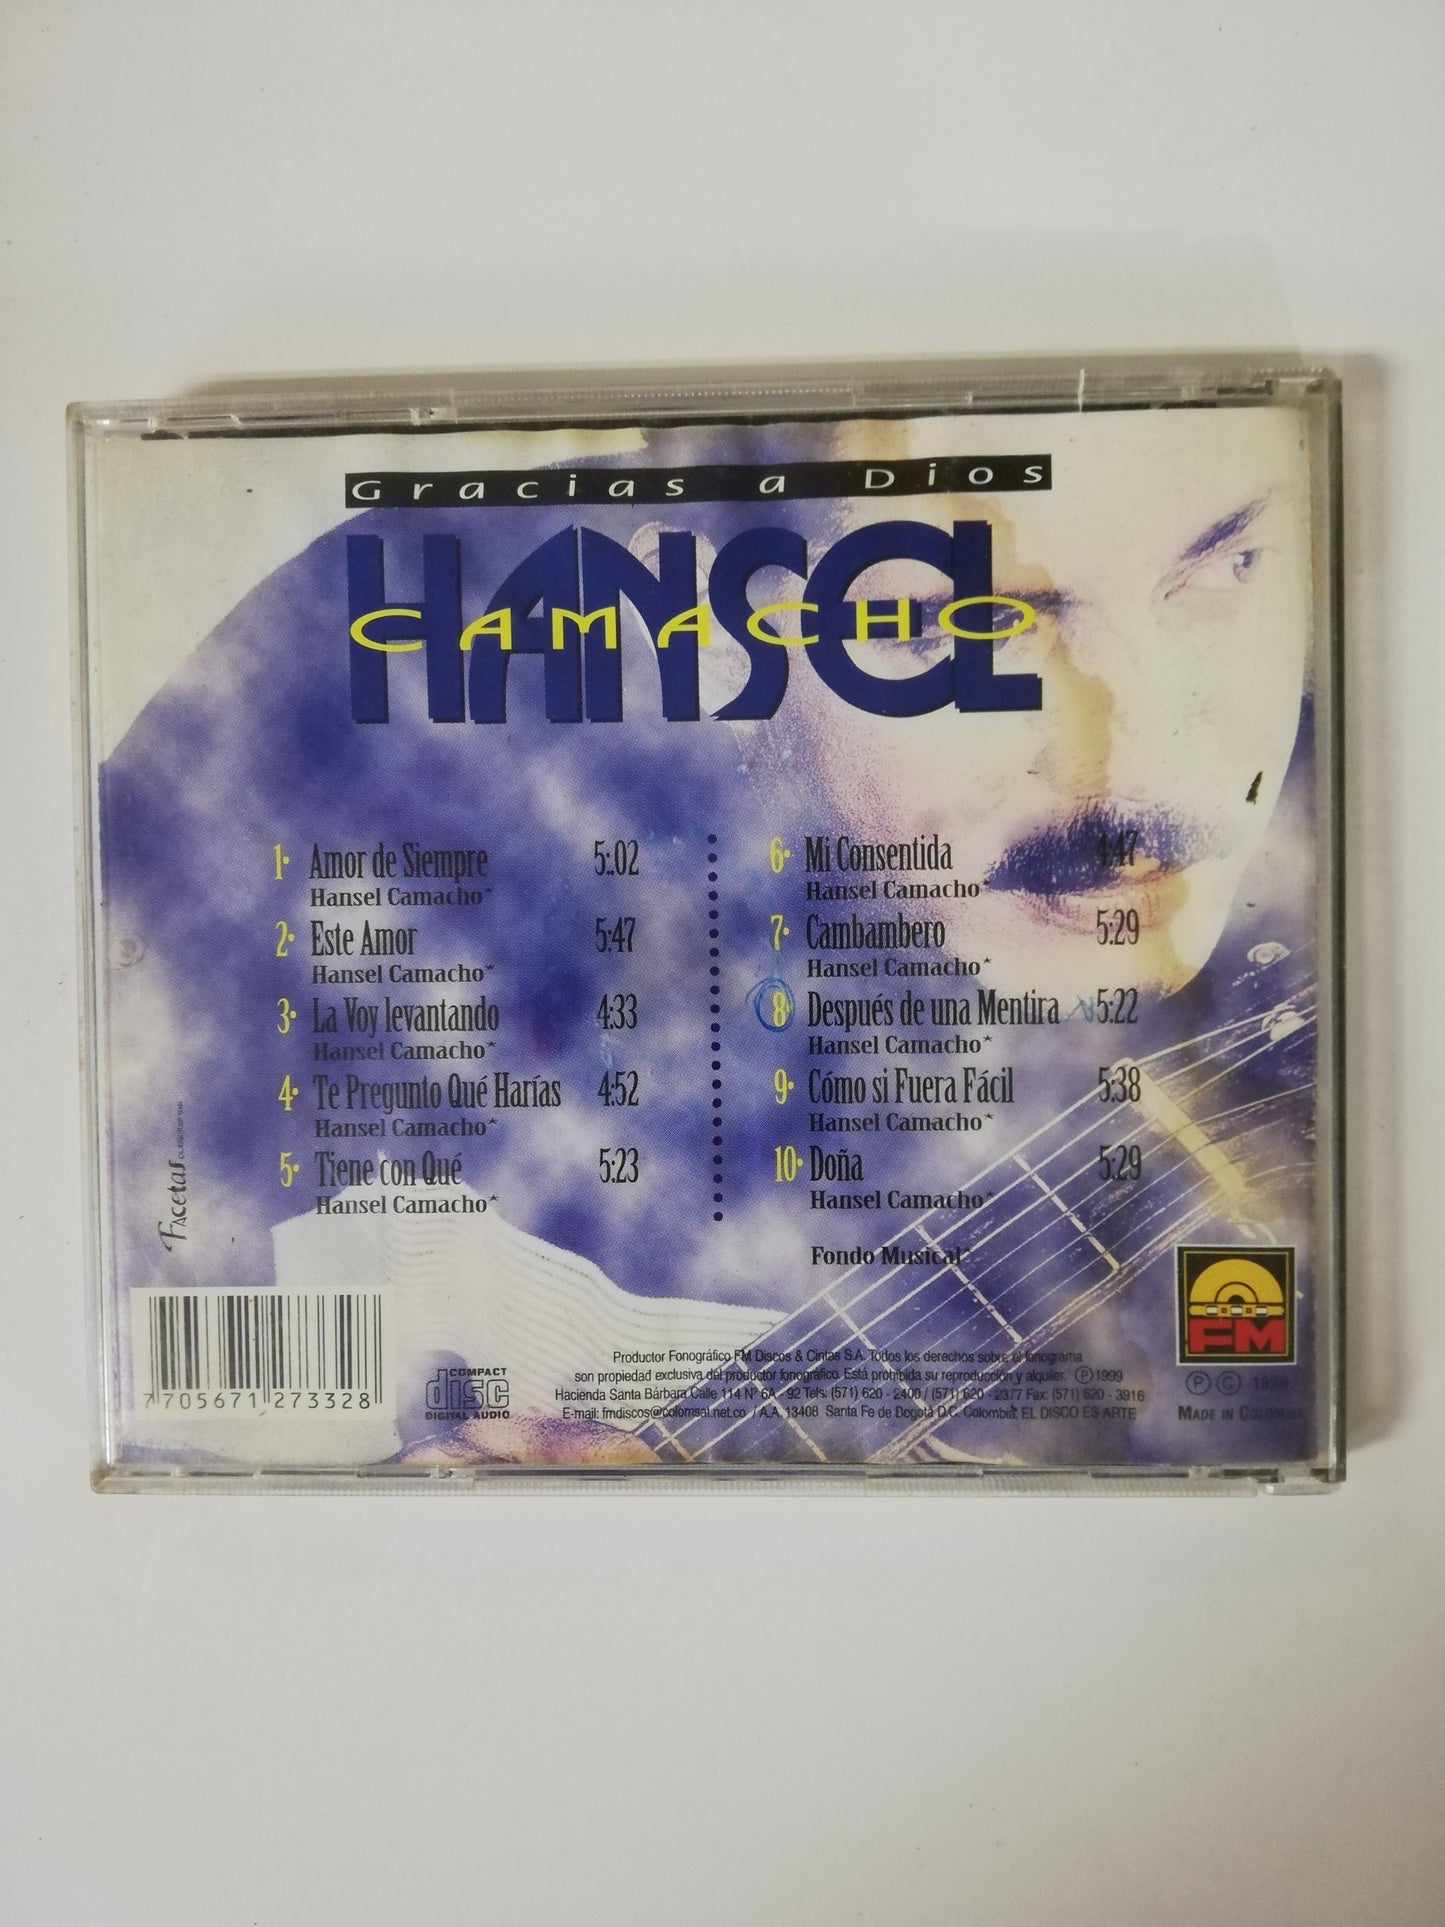 Gracias a Dios
HANSEL
CAMACHO
1· Amor de Siempre 5:02
Hansel Camacho*
2· Este Amor 5:47
Hansel Camacho*
3· La Voy levantando 4:33
Hansel Camacho*
4· Te Pregunto Qué Harías 4:52
Hansel Camacho*
5· Tiene con Qué 5:23
Hansel Camacho*
6· Mi Consentida 4:47
Hansel Camacho*
7· Cambambero 5:29
Hansel Camacho*
8· Después de una Mentira 5:22
Hansel Camacho*
9· Cómo si Fuera Fácil 5:38
Hansel Camacho*
10· Doña 5:29
Hansel Camacho*
Fondo Musical*
Facetas
7 705671 273328
COMPACT
disc
DIGITAL AUDIO
Productor Fonográfico FM Discos & Cintas S.A. Todos los derechos sobre el fonograma
son propiedad exclusiva del productor fonográfico. Está prohibida su reproducción y alquiler. Ⓟ1999
Hacienda Santa Bárbara Calle 114 Nº 6A - 92 Tels: (571) 620 - 2400 / (571) 620 - 2377 Fax: (571) 620 - 3916
E-mail: fmdiscos@colomsat.net.co / A.A. 13408 Santa Fe de Bogotá D.C. Colombia. EL DISCO ES ARTE
FM
Ⓟ © 1999
MADE IN COLOMBIA